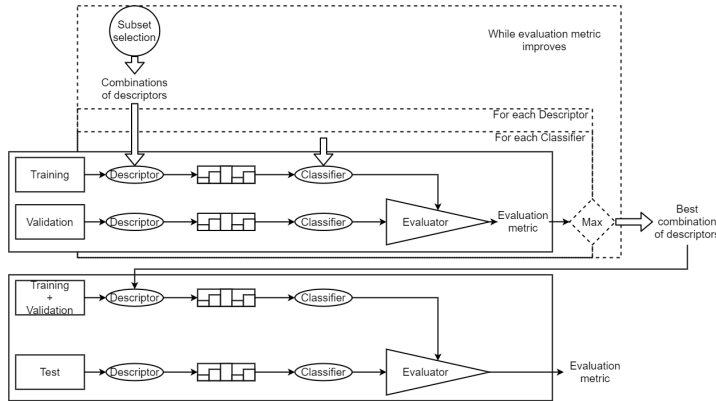 Subset
selection
While evaluation metric
improves
Combinations
of descriptors
For each Descriptor
For each Classifier
Training
Descriptor
Classifier
Validation
Descriptor
Classifier
Evaluator
Evaluation
metric
Max
Best
combination
of descriptors
Training
+
Validation
Descriptor
Classifier
Test
Descriptor
Classifier
Evaluator
Evaluation
metric